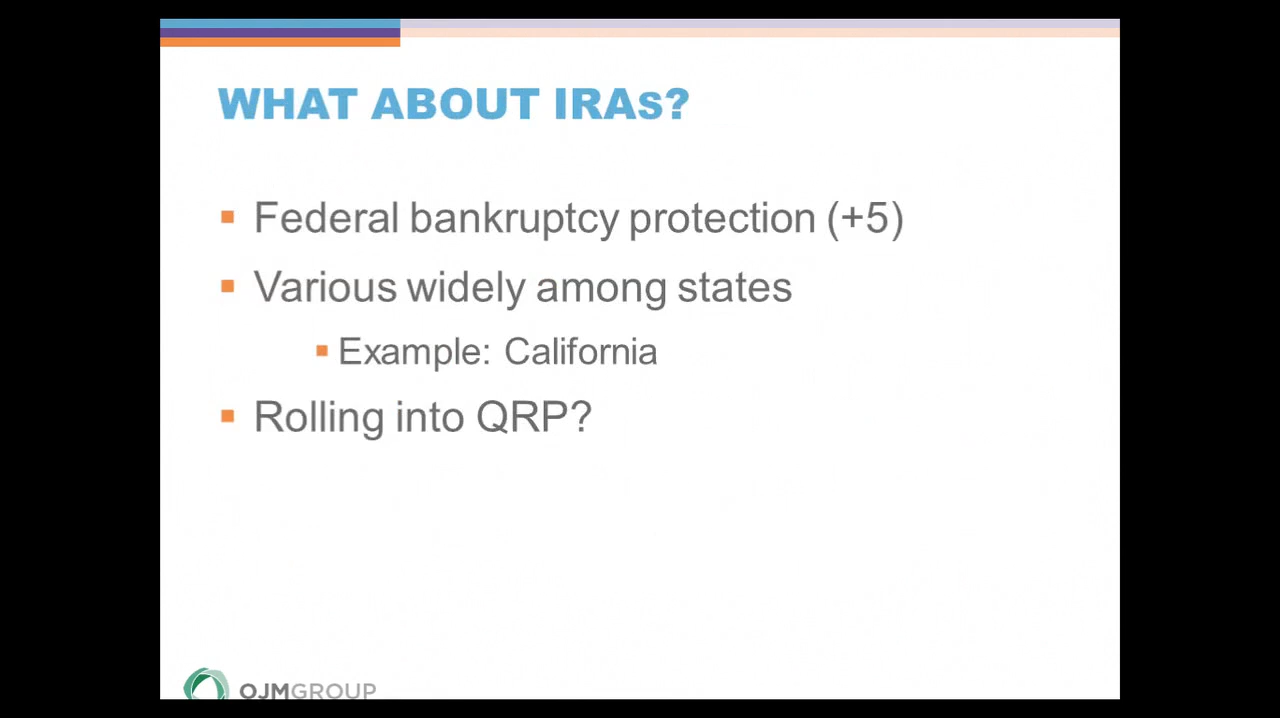 WHAT ABOUT IRAs?
Federal bankruptcy protection (+5)
Various widely among states
Example: California
Rolling into QRP?
OJMGROUP